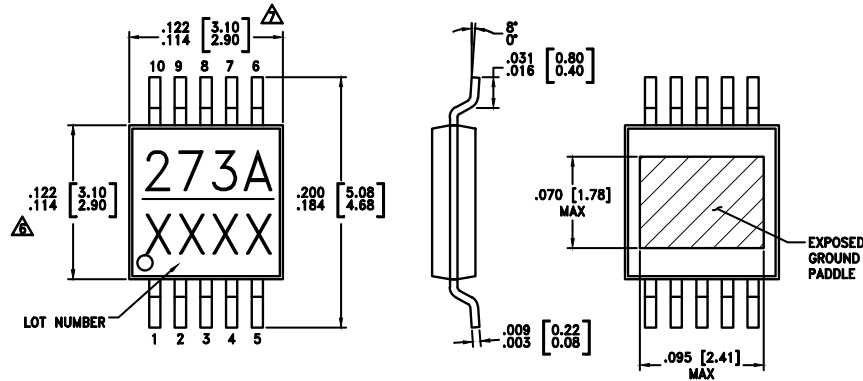 .122 [3.10]
.114 [2.90]
7
10 9 8 7 6
273A
XXXX
.122 [3.10]
.114 [2.90]
6
.200 [5.08]
.184 [4.68]
LOT NUMBER
1 2 3 4 5
8°
0°
.031 [0.80]
.016 [0.40]
.009 [0.22]
.003 [0.08]
.070 [1.78]
MAX
EXPOSED
GROUND
PADDLE
.095 [2.41]
MAX